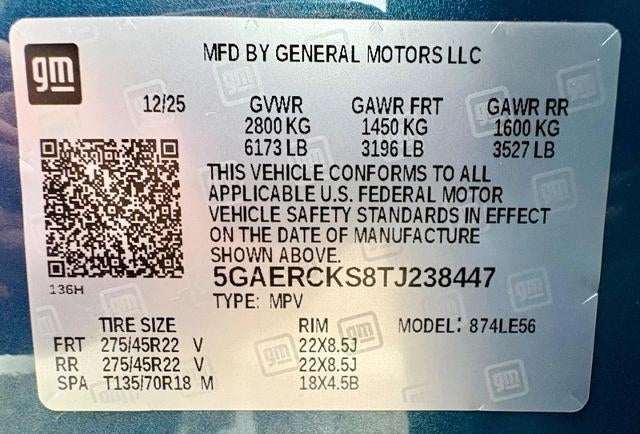 gm
MFD BY GENERAL MOTORS LLC
12/25 GVWR GAWR FRT GAWR RR
2800 KG 1450 KG 1600 KG
6173 LB 3196 LB 3527 LB
THIS VEHICLE CONFORMS TO ALL
APPLICABLE U.S. FEDERAL MOTOR
VEHICLE SAFETY STANDARDS IN EFFECT
ON THE DATE OF MANUFACTURE
SHOWN ABOVE.
5GAERCKS8TJ238447
136H
TYPE: MPV
TIRE SIZE RIM MODEL: 874LE56
FRT 275/45R22 V 22X8.5J
RR 275/45R22 V 22X8.5J
SPA T135/70R18 M 18X4.5B